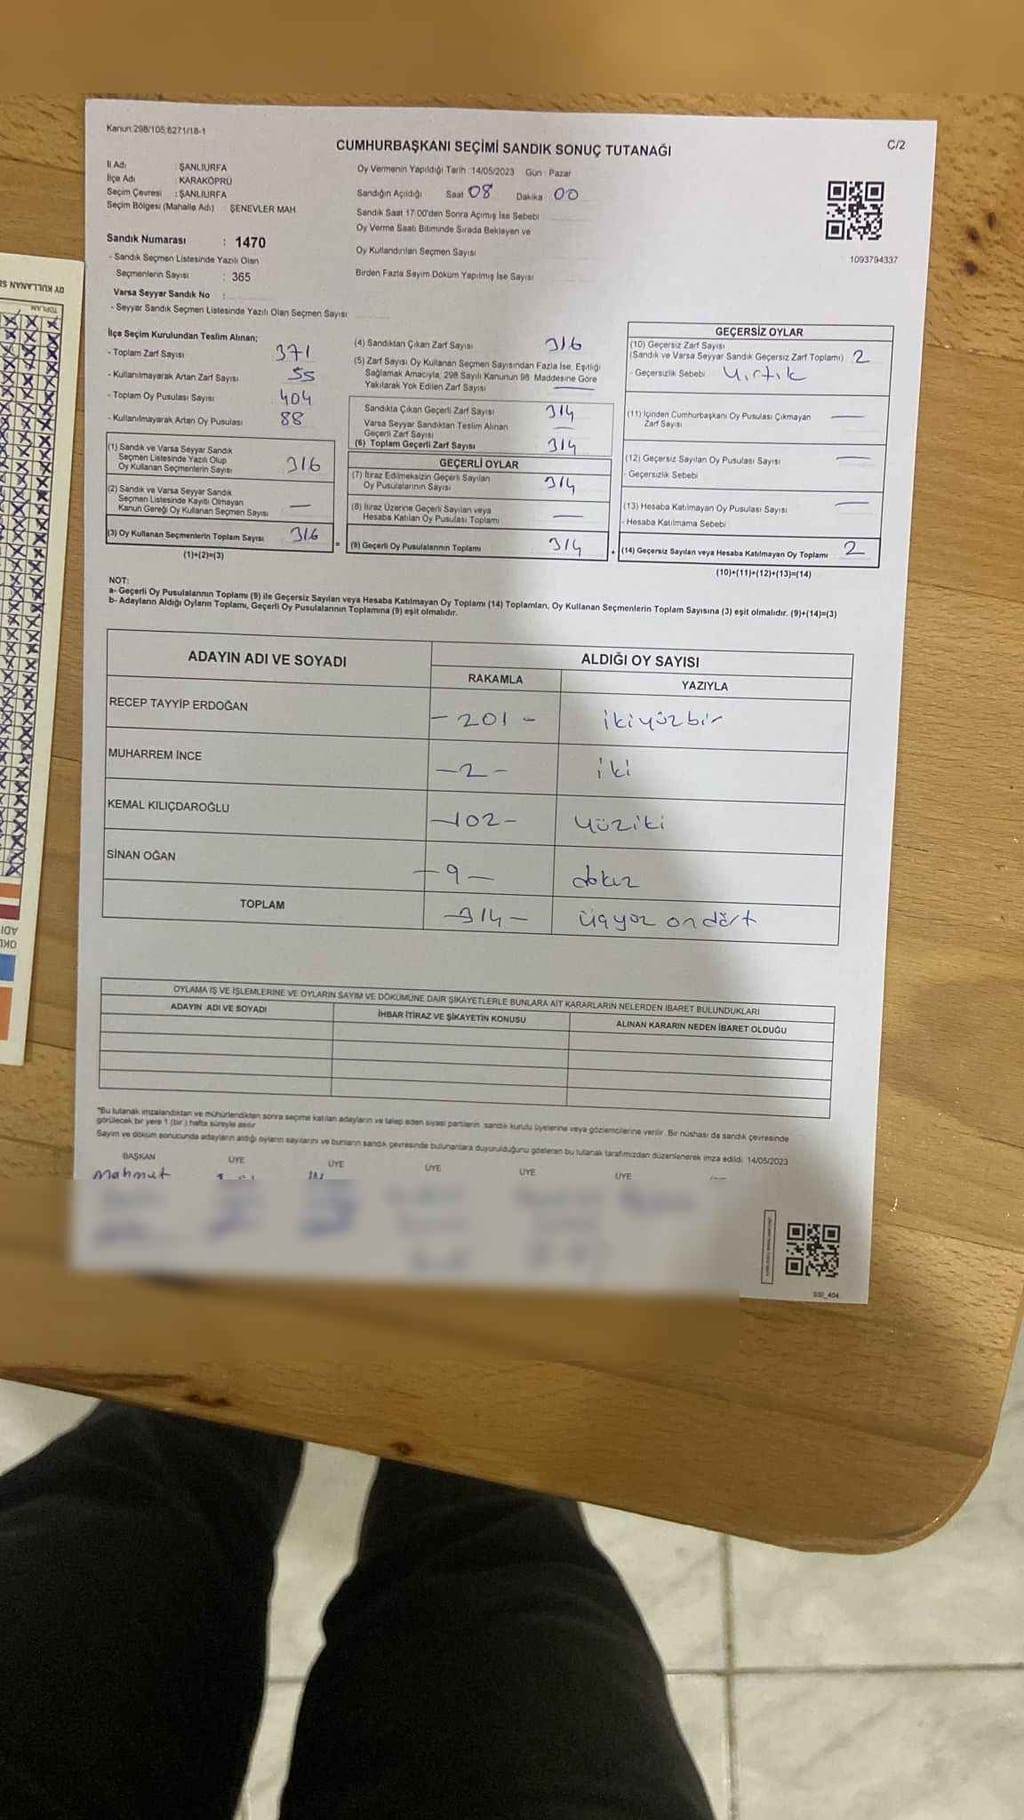 Kanun:298/105;6271/18-1
C/2
CUMHURBAŞKANI SEÇİMİ SANDIK SONUÇ TUTANAĞI
İl Adı : ŞANLIURFA
İlçe Adı : KARAKÖPRÜ
Seçim Çevresi : ŞANLIURFA
Seçim Bölgesi (Mahalle Adı) : ŞENEVLER MAH.
Sandık Numarası : 1470
- Sandık Seçmen Listesinde Yazılı Olan
Seçmenlerin Sayısı : 365
Varsa Seyyar Sandık No :
- Seyyar Sandık Seçmen Listesinde Yazılı Olan Seçmen Sayısı
Oy Vermenin Yapıldığı Tarih :14/05/2023 Gün : Pazar
Sandığın Açıldığı Saat 08 Dakika 00
Sandık Saat 17:00'den Sonra Açımış İse Sebebi
Oy Verme Saati Bitiminde Sırada Bekleyen ve
Oy Kullandırılan Seçmen Sayısı
Birden Fazla Sayım Döküm Yapılmış İse Sayısı
1093794337
İlçe Seçim Kurulundan Teslim Alınan;
- Toplam Zarf Sayısı 371
- Kullanılmayarak Artan Zarf Sayısı 55
- Toplam Oy Pusulası Sayısı 404
- Kullanılmayarak Artan Oy Pusulası 88
(1) Sandık ve Varsa Seyyar Sandık
Seçmen Listesinde Yazılı Olup
Oy Kullanan Seçmenlerin Sayısı 316
(2) Sandık ve Varsa Seyyar Sandık
Seçmen Listesinde Kayıtlı Olmayan
Kanun Gereği Oy Kullanan Seçmen Sayısı —
(3) Oy Kullanan Seçmenlerin Toplam Sayısı 316
(1)+(2)=(3)
(4) Sandıktan Çıkan Zarf Sayısı 316
(5) Zarf Sayısı Oy Kullanan Seçmen Sayısından Fazla İse, Eşitliği
Sağlamak Amacıyla, 298 Sayılı Kanunun 98. Maddesine Göre
Yakılarak Yok Edilen Zarf Sayısı —
Sandıkta Çıkan Geçerli Zarf Sayısı 314
Varsa Seyyar Sandıktan Teslim Alınan
Geçerli Zarf Sayısı —
(6) Toplam Geçerli Zarf Sayısı 314
GEÇERLİ OYLAR
(7) İtiraz Edilmeksizin Geçerli Sayılan
Oy Pusulalarının Sayısı 314
(8) İtiraz Üzerine Geçerli Sayılan veya
Hesaba Katılan Oy Pusulası Toplamı —
= (9) Geçerli Oy Pusulalarının Toplamı 314
GEÇERSİZ OYLAR
(10) Geçersiz Zarf Sayısı
(Sandık ve Varsa Seyyar Sandık Geçersiz Zarf Toplamı) 2
- Geçersizlik Sebebi Yırtık
(11) İçinden Cumhurbaşkanı Oy Pusulası Çıkmayan
Zarf Sayısı —
(12) Geçersiz Sayılan Oy Pusulası Sayısı —
- Geçersizlik Sebebi
(13) Hesaba Katılmayan Oy Pusulası Sayısı —
- Hesaba Katılmama Sebebi
+ (14) Geçersiz Sayılan veya Hesaba Katılmayan Oy Toplamı 2
(10)+(11)+(12)+(13)=(14)
NOT:
a- Geçerli Oy Pusulalarının Toplamı (9) ile Geçersiz Sayılan veya Hesaba Katılmayan Oy Toplamı (14) Toplamları, Oy Kullanan Seçmenlerin Toplam Sayısına (3) eşit olmalıdır. (9)+(14)=(3)
b- Adayların Aldığı Oyların Toplamı, Geçerli Oy Pusulalarının Toplamına (9) eşit olmalıdır.
ADAYIN ADI VE SOYADI ALDIĞI OY SAYISI
RAKAMLA YAZIYLA
RECEP TAYYİP ERDOĞAN -201- ikiyüzbir
MUHARREM İNCE -2- iki
KEMAL KILIÇDAROĞLU -102- Yüziki
SİNAN OĞAN -9- dokuz
TOPLAM -314- üçyüz ondört
OYLAMA İŞ VE İŞLEMLERİNE VE OYLARIN SAYIM VE DÖKÜMÜNE DAİR ŞİKAYETLERLE BUNLARA AİT KARARLARIN NELERDEN İBARET BULUNDUKLARI
ADAYIN ADI VE SOYADI İHBAR İTİRAZ VE ŞİKAYETİN KONUSU ALINAN KARARIN NEDEN İBARET OLDUĞU
*Bu tutanak imzalandıktan ve mühürlendikten sonra seçime katılan adayların ve talep eden siyasi partilerin sandık kurulu üyelerine veya gözlemcilerine verilir. Bir nüshası da sandık çevresinde
görülecek bir yere 1 (bir) hafta süreyle asılır
Sayım ve döküm sonucunda adayların aldığı oyların sayılarını ve bunların sandık çevresinde bulunanlara duyurulduğunu gösteren bu tutanak tarafımızdan düzenlenerek imza edildi. 14/05/2023
BAŞKAN ÜYE ÜYE ÜYE ÜYE ÜYE
Mahmut
OY KULLANAN
TOPLAM